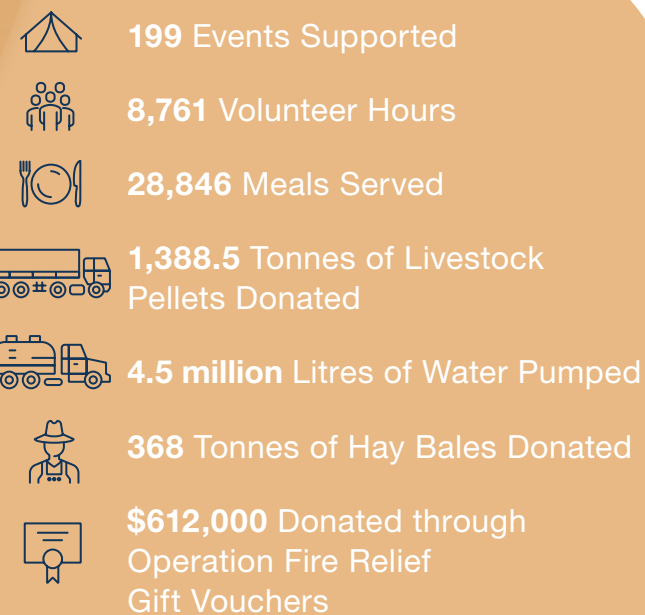 199 Events Supported
8,761 Volunteer Hours
28,846 Meals Served
1,388.5 Tonnes of Livestock
Pellets Donated
4.5 million Litres of Water Pumped
368 Tonnes of Hay Bales Donated
$612,000 Donated through
Operation Fire Relief
Gift Vouchers